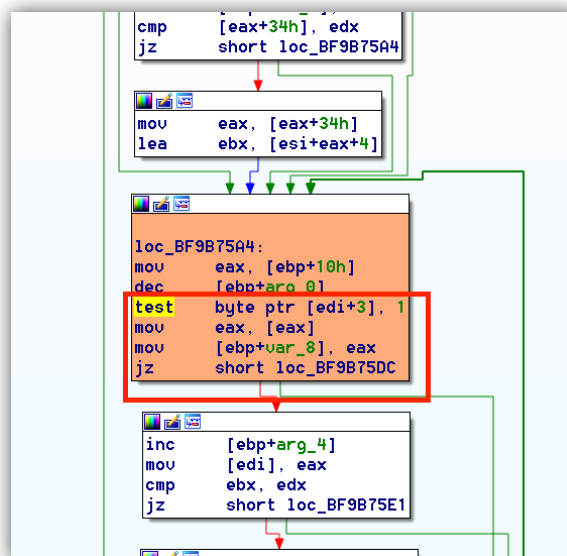 cmp [eax+34h], edx
jz short loc_BF9B75A4
mov eax, [eax+34h]
lea ebx, [esi+eax+4]
loc_BF9B75A4:
mov eax, [ebp+10h]
dec [ebp+arg_0]
test byte ptr [edi+3], 1
mov eax, [eax]
mov [ebp+var_8], eax
jz short loc_BF9B75DC
inc [ebp+arg_4]
mov [edi], eax
cmp ebx, edx
jz short loc_BF9B75E1